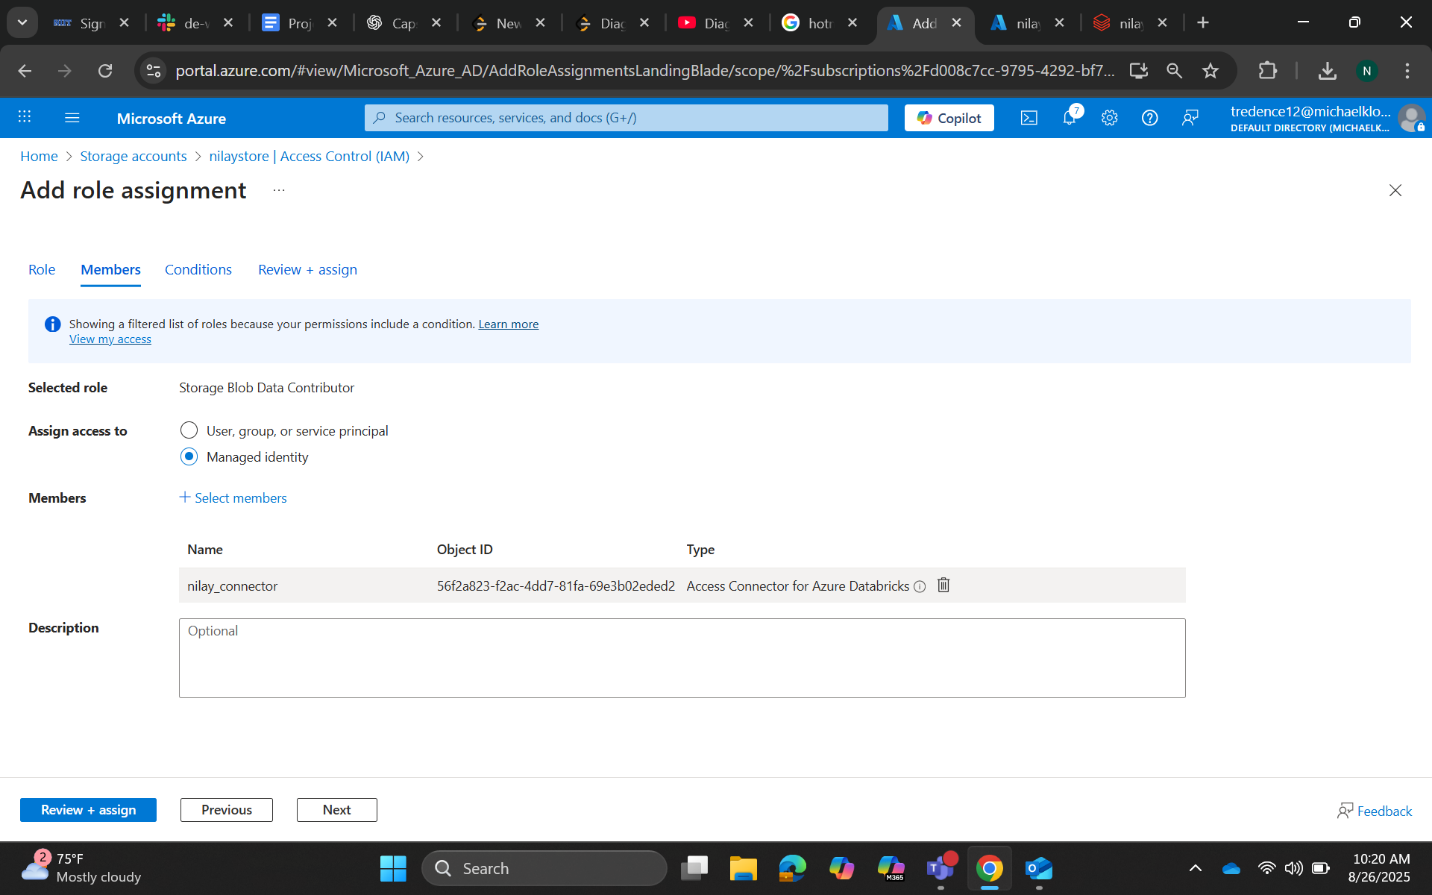 Sign
de-v
Proj
Cap
New
Diag
Diag
hotr
Add
nila
nila
portal.azure.com/#view/Microsoft_Azure_AD/AddRoleAssignmentsLandingBlade/scope/%2Fsubscriptions%2Fd008c7cc-9795-4292-bf7...
N
Microsoft Azure
Search resources, services, and docs (G+/)
Copilot
7
tredence12@michaelklo...
DEFAULT DIRECTORY (MICHAELK...
Home > Storage accounts > nilaystore | Access Control (IAM) >
Add role assignment ...
Role Members Conditions Review + assign
Showing a filtered list of roles because your permissions include a condition. Learn more
View my access
Selected role Storage Blob Data Contributor
Assign access to User, group, or service principal
Managed identity
Members + Select members
Name Object ID Type
nilay_connector 56f2a823-f2ac-4dd7-81fa-69e3b02eded2 Access Connector for Azure Databricks
Description Optional
Review + assign Previous Next Feedback
2
75°F
Mostly cloudy
Search
M365
10:20 AM
8/26/2025